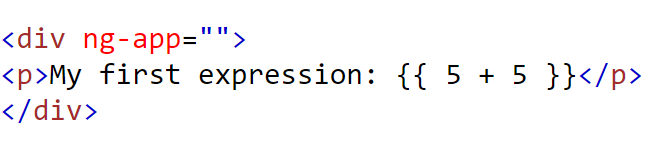 <div ng-app="">
<p>My first expression: {{ 5 + 5 }}</p>
</div>